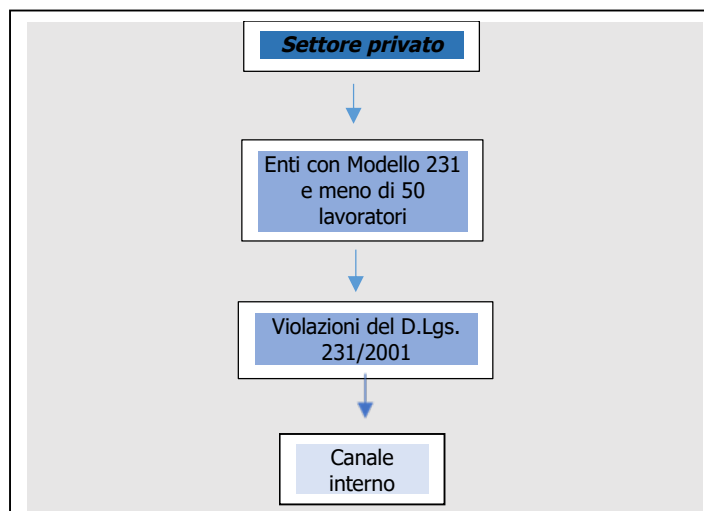 Settore privato
Enti con Modello 231
e meno di 50
lavoratori
Violazioni del D.Lgs.
231/2001
Canale
interno